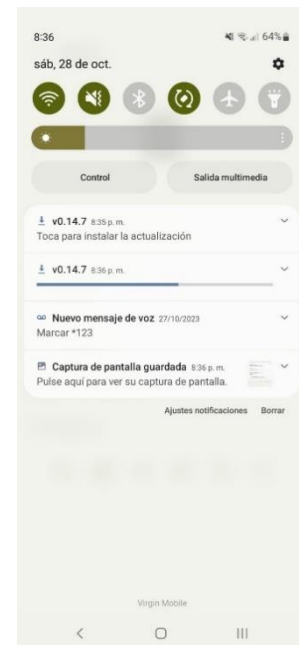 8:36 64%
sáb, 28 de oct.
Control Salida multimedia
v0.14.7 8:35 p. m.
Toca para instalar la actualización
v0.14.7 8:36 p. m.
Nuevo mensaje de voz 27/10/2023
Marcar *123
Captura de pantalla guardada 8:36 p. m.
Pulse aquí para ver su captura de pantalla.
Ajustes notificaciones Borrar
Virgin Mobile